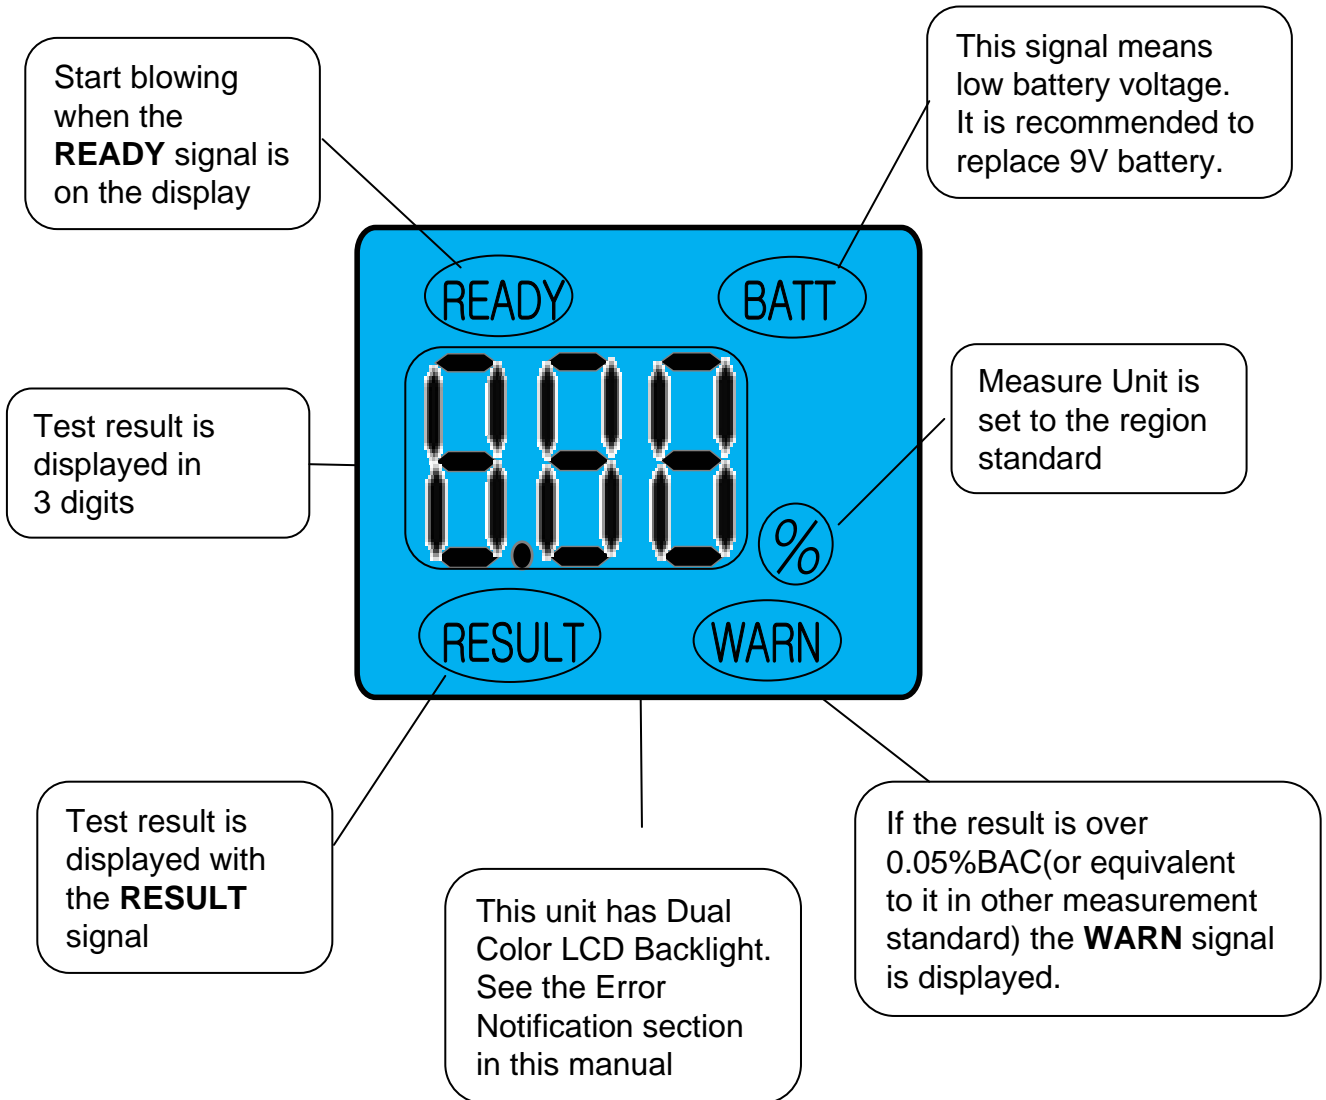 Start blowing
when the
READY signal is
on the display
This signal means
low battery voltage.
It is recommended to
replace 9V battery.
READY
BATT
Test result is
displayed in
3 digits
8.88
%
Measure Unit is
set to the region
standard
RESULT
WARN
Test result is
displayed with
the RESULT
signal
This unit has Dual
Color LCD Backlight.
See the Error
Notification section
in this manual
If the result is over
0.05%BAC(or equivalent
to it in other measurement
standard) the WARN signal
is displayed.